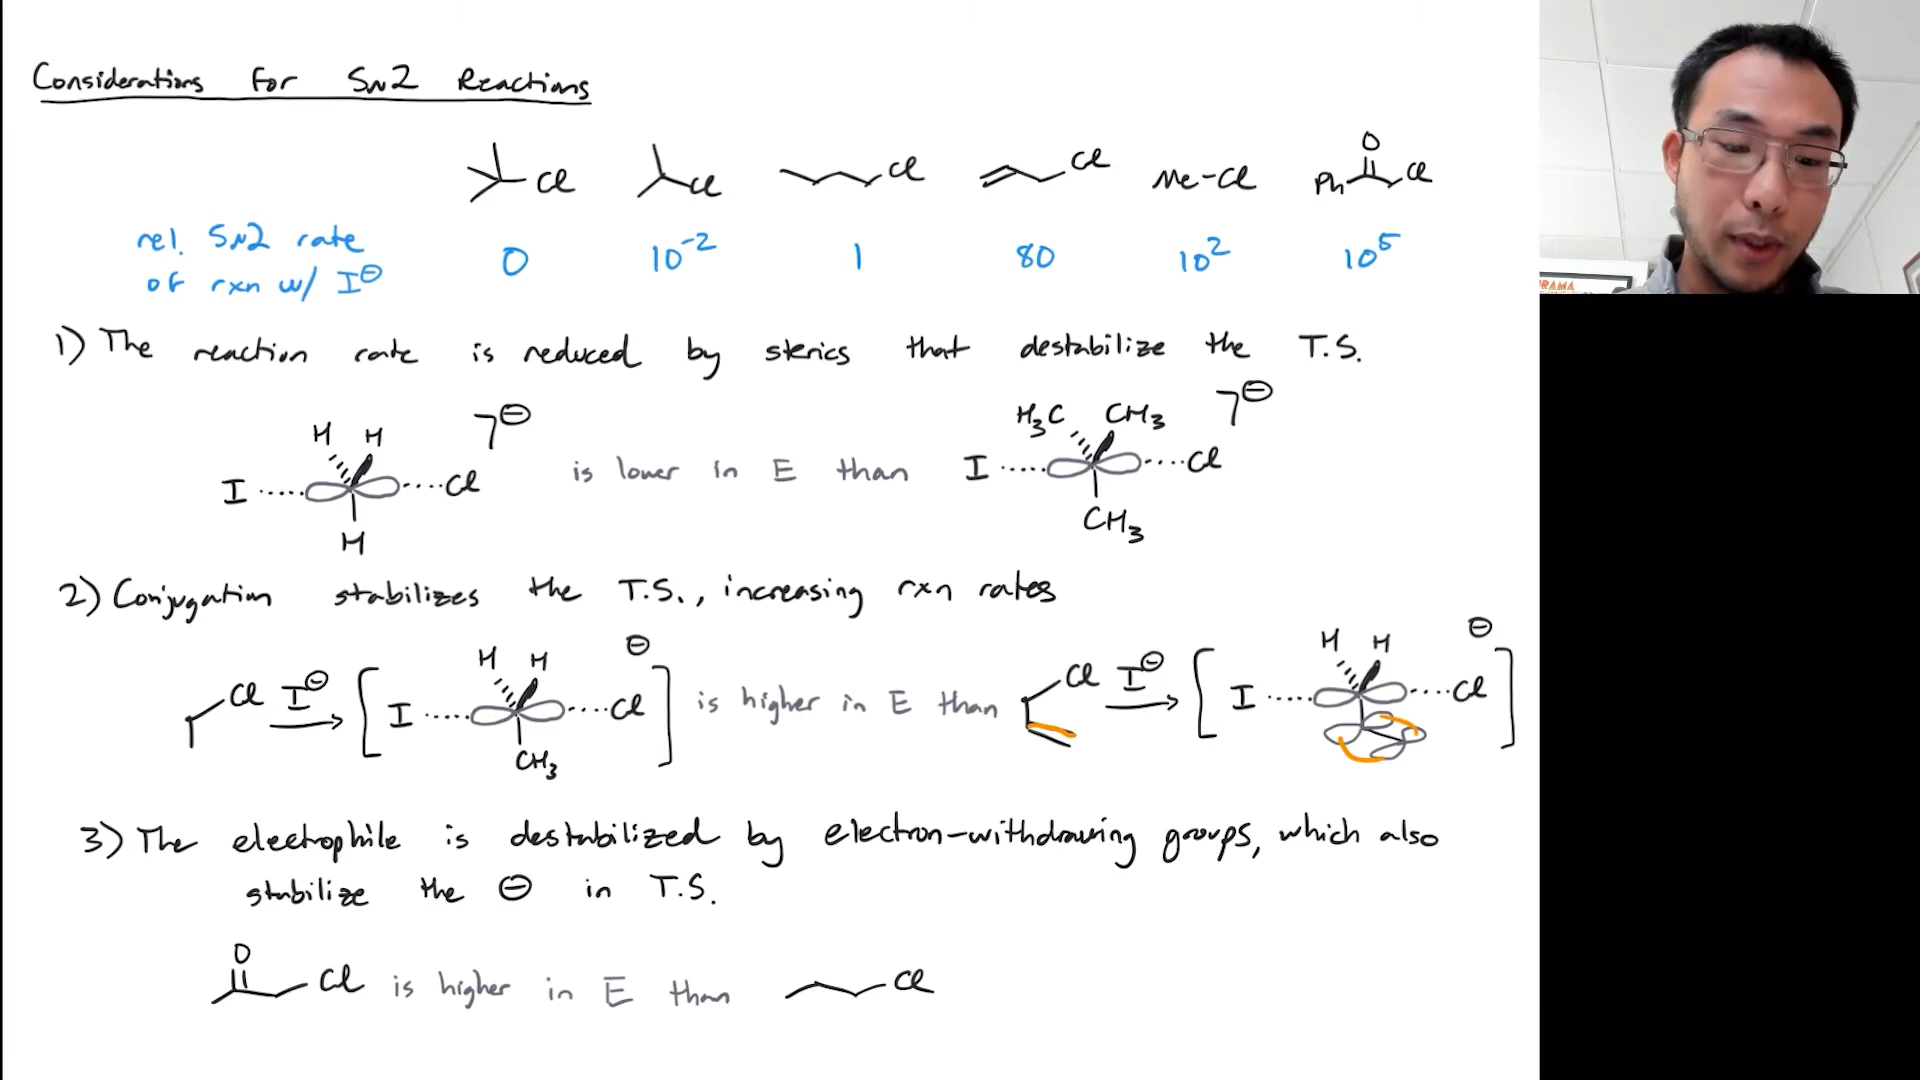 Considerations For SN2 Reactions
Cl Cl Cl Cl Me-Cl Ph O Cl
rel. SN2 rate
of rxn w/ I⊖
0 10⁻² 1 80 10² 10⁵
1) The reaction rate is reduced by sterics that destabilize the T.S.
H H ⊖
I Cl
H
is lower in E than
H₃C CH₃ ⊖
I Cl
CH₃
2) Conjugation stabilizes the T.S., increasing rxn rates
Cl I⊖ [ I H H Cl CH₃ ] ⊖
is higher in E than
Cl I⊖ [ I H H Cl ] ⊖
3) The electrophile is destabilized by electron-withdrawing groups, which also
stabilize the ⊖ in T.S.
O
Cl is higher in E than Cl
RAMA